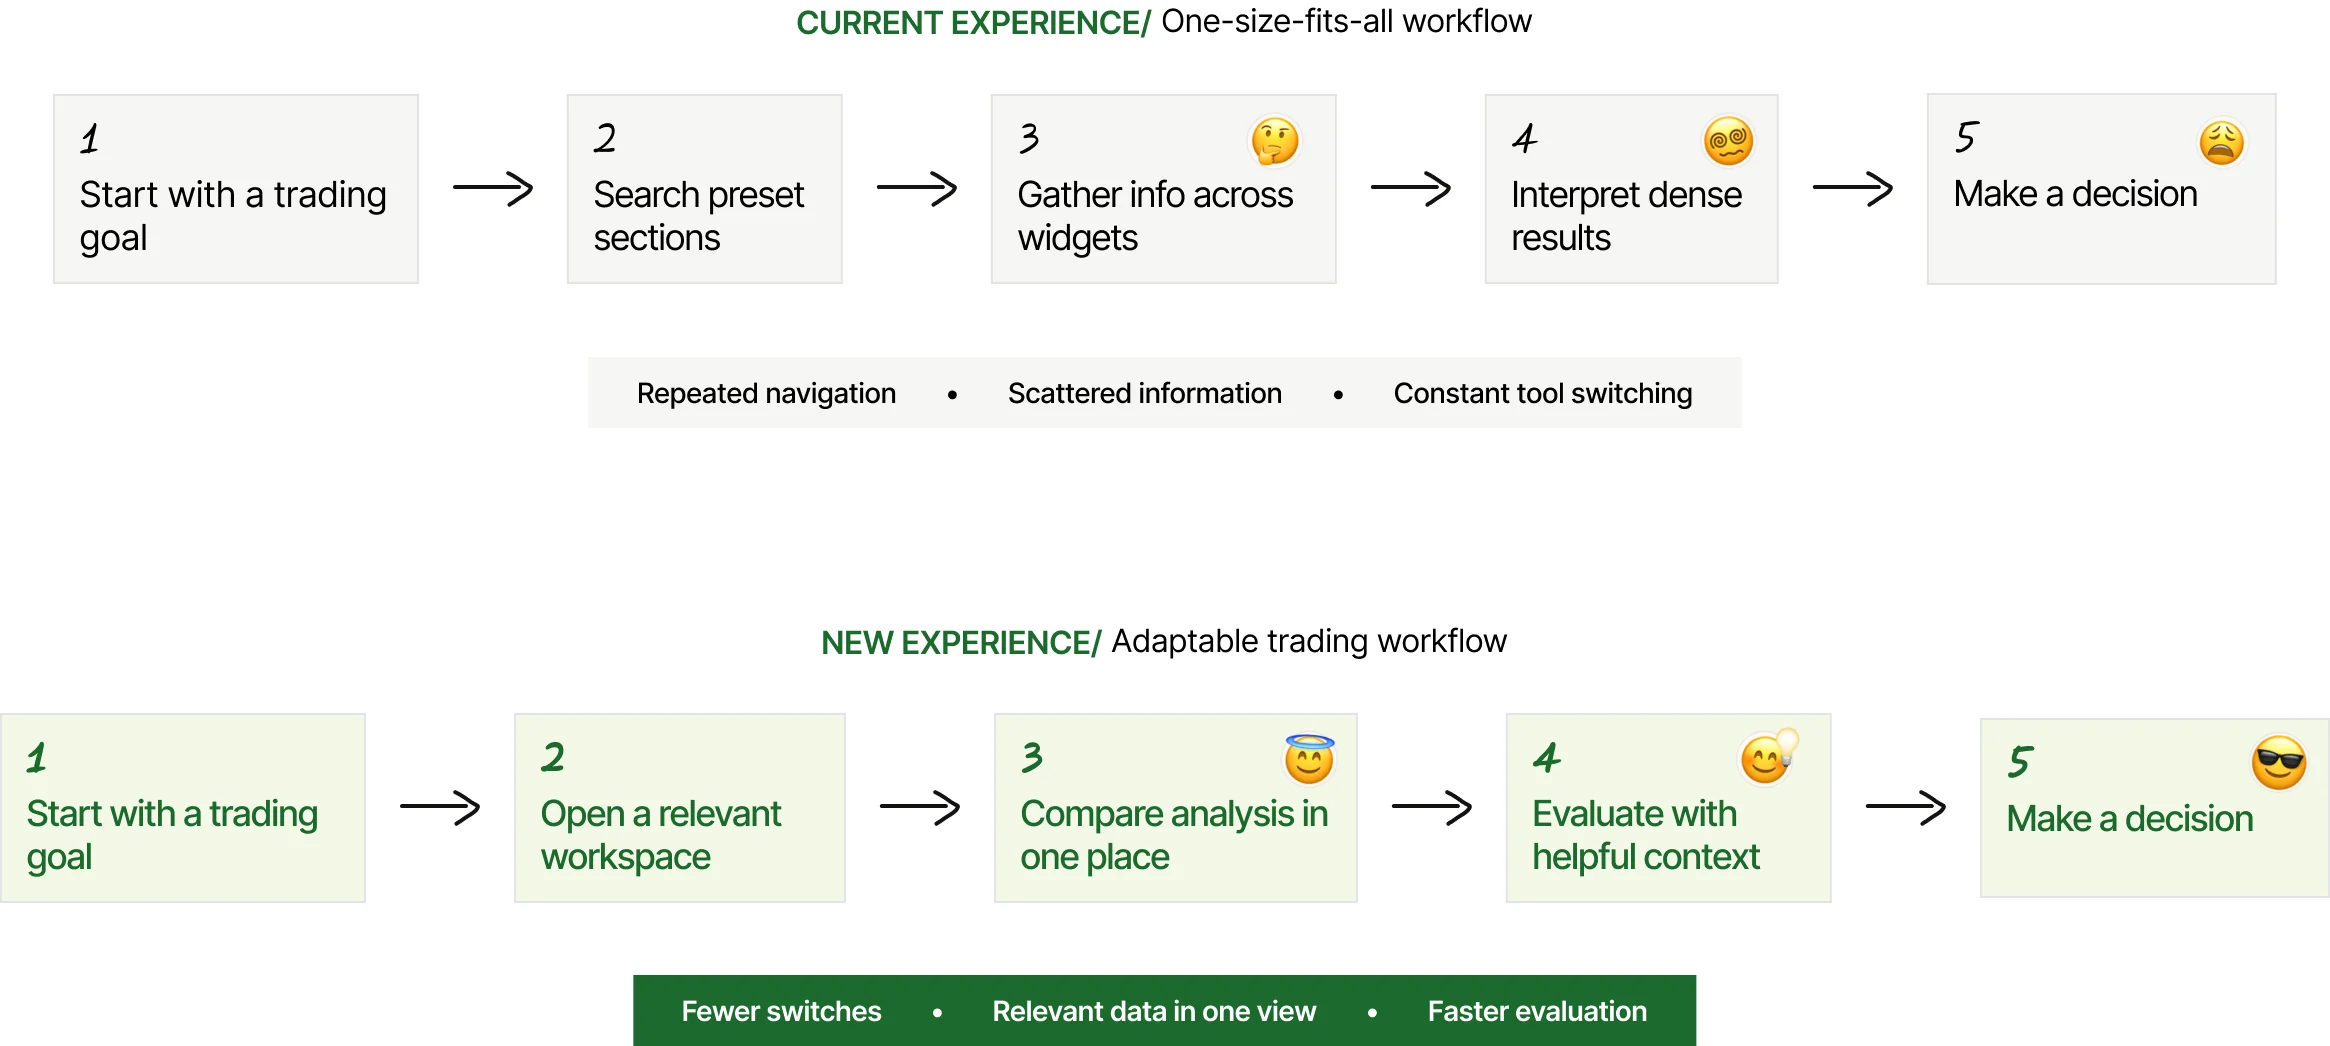 CURRENT EXPERIENCE/ One-size-fits-all workflow
1
Start with a trading
goal
2
Search preset
sections
3
Gather info across
widgets
4
Interpret dense
results
5
Make a decision
Repeated navigation • Scattered information • Constant tool switching
NEW EXPERIENCE/ Adaptable trading workflow
1
Start with a trading
goal
2
Open a relevant
workspace
3
Compare analysis in
one place
4
Evaluate with
helpful context
5
Make a decision
Fewer switches • Relevant data in one view • Faster evaluation